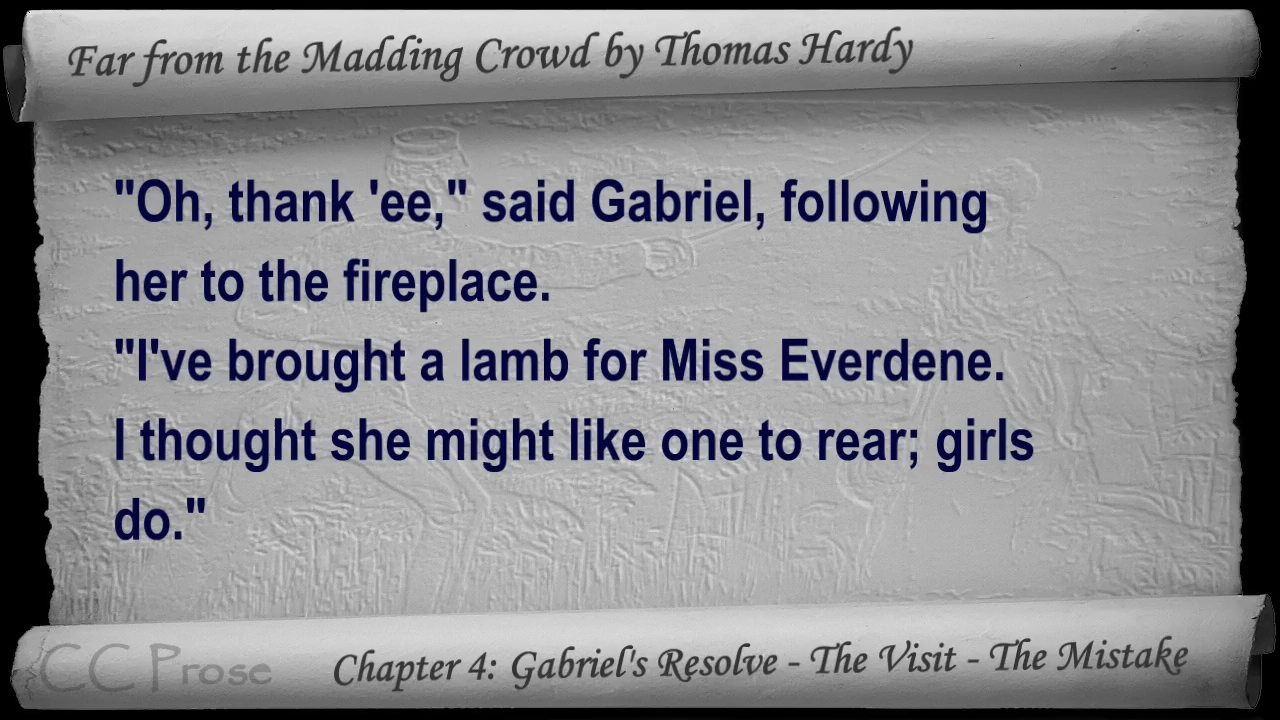 Far from the Madding Crowd by Thomas Hardy
"Oh, thank 'ee," said Gabriel, following
her to the fireplace.
"I've brought a lamb for Miss Everdene.
I thought she might like one to rear; girls
do."
CC Prose
Chapter 4: Gabriel's Resolve - The Visit - The Mistake